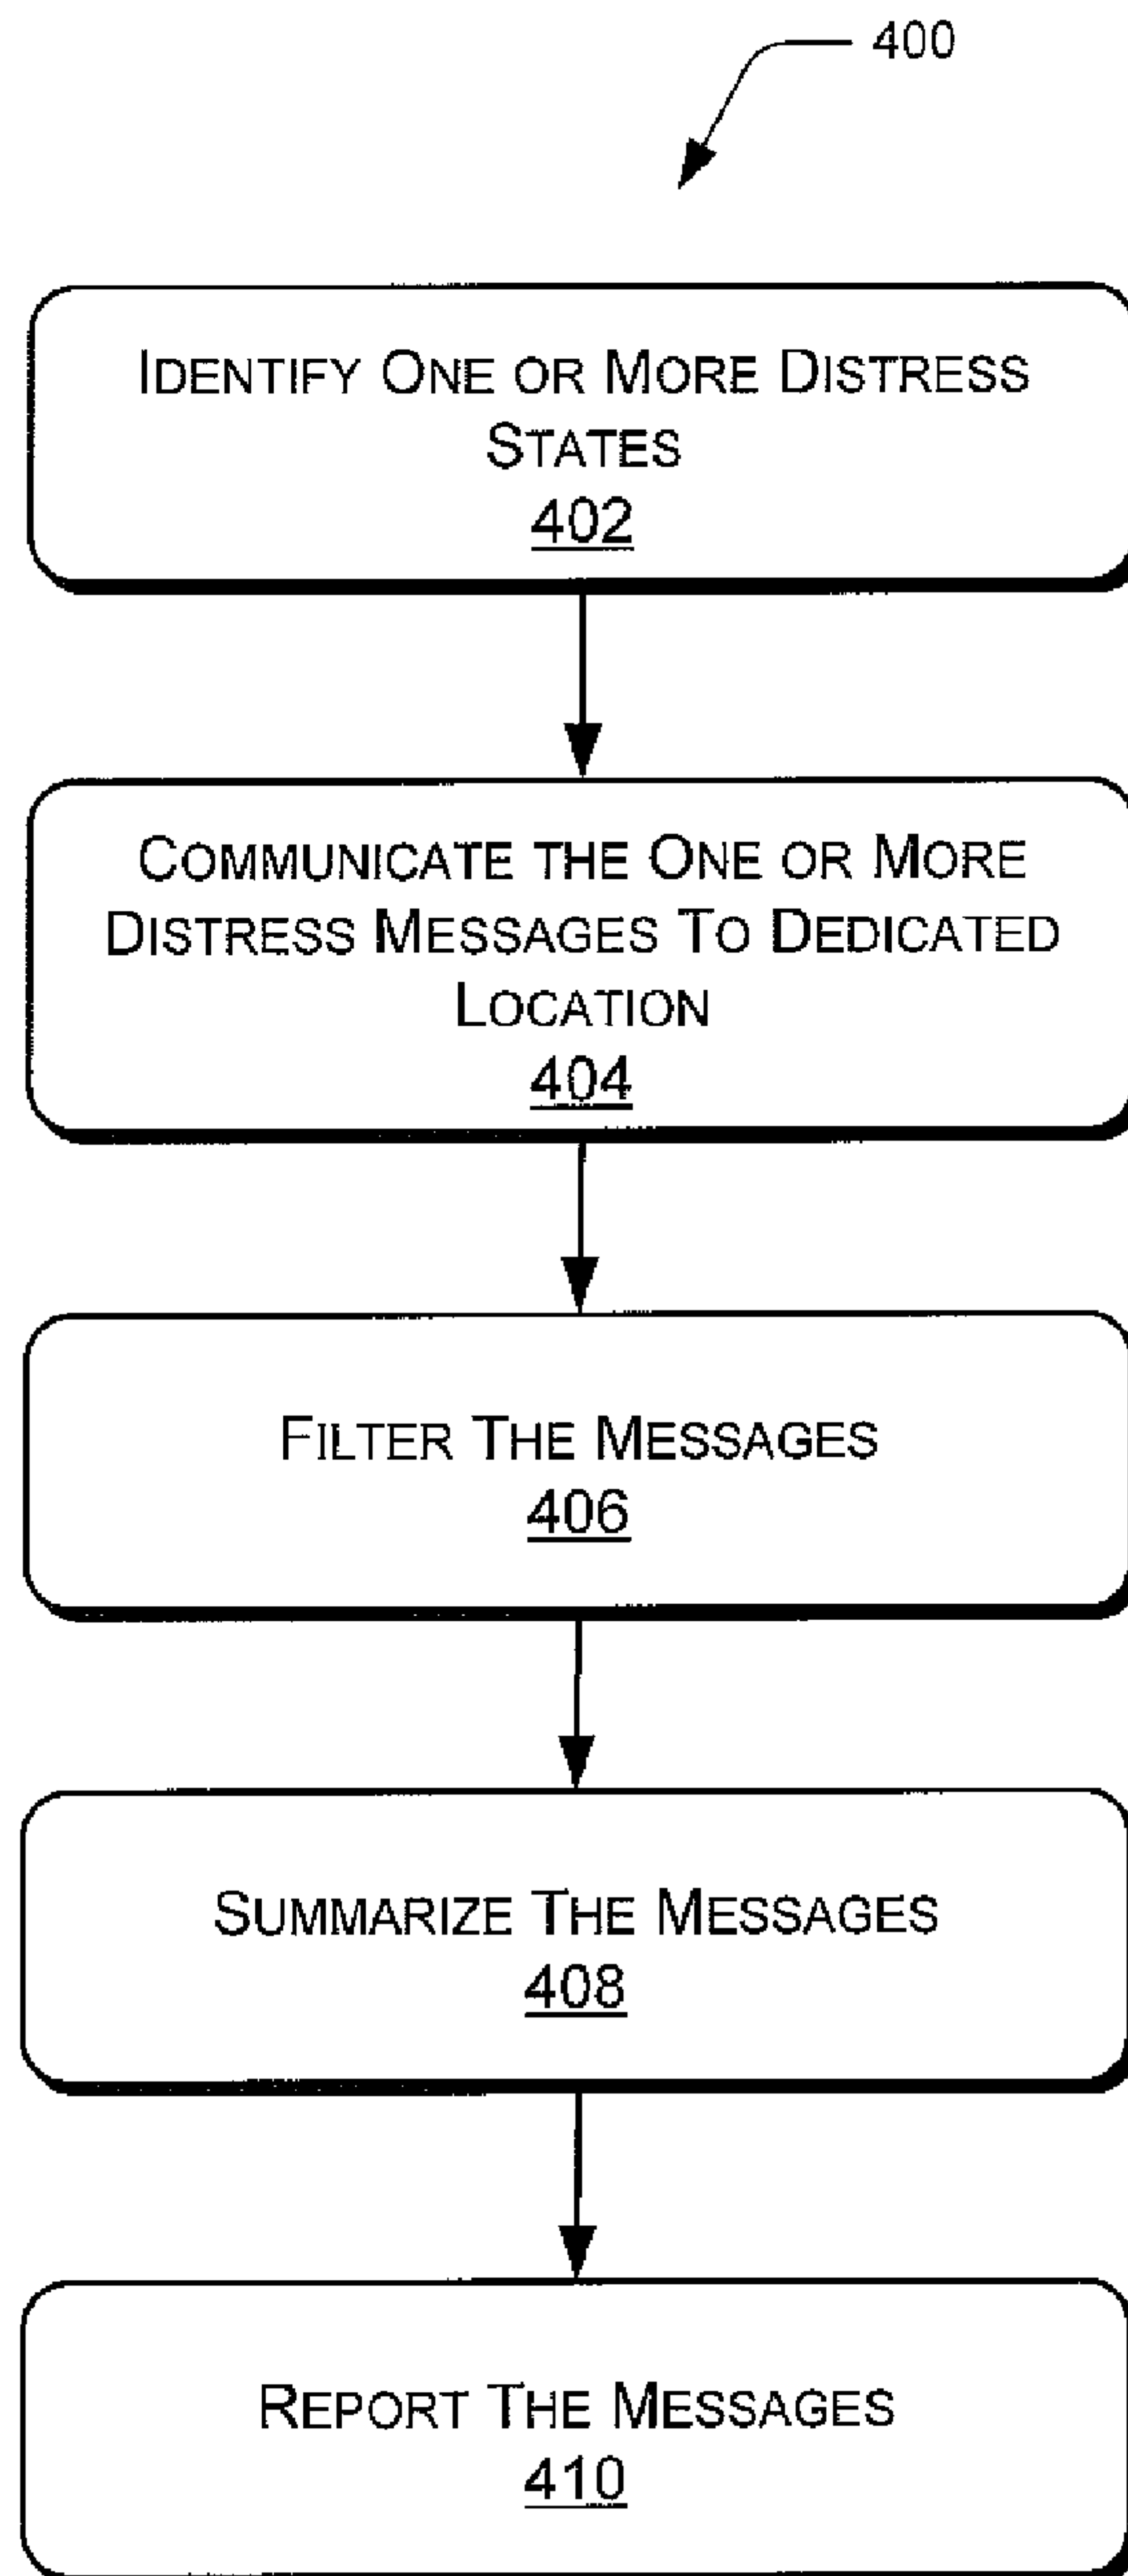 400
IDENTIFY ONE OR MORE DISTRESS
STATES
402
COMMUNICATE THE ONE OR MORE
DISTRESS MESSAGES TO DEDICATED
LOCATION
404
FILTER THE MESSAGES
406
SUMMARIZE THE MESSAGES
408
REPORT THE MESSAGES
410